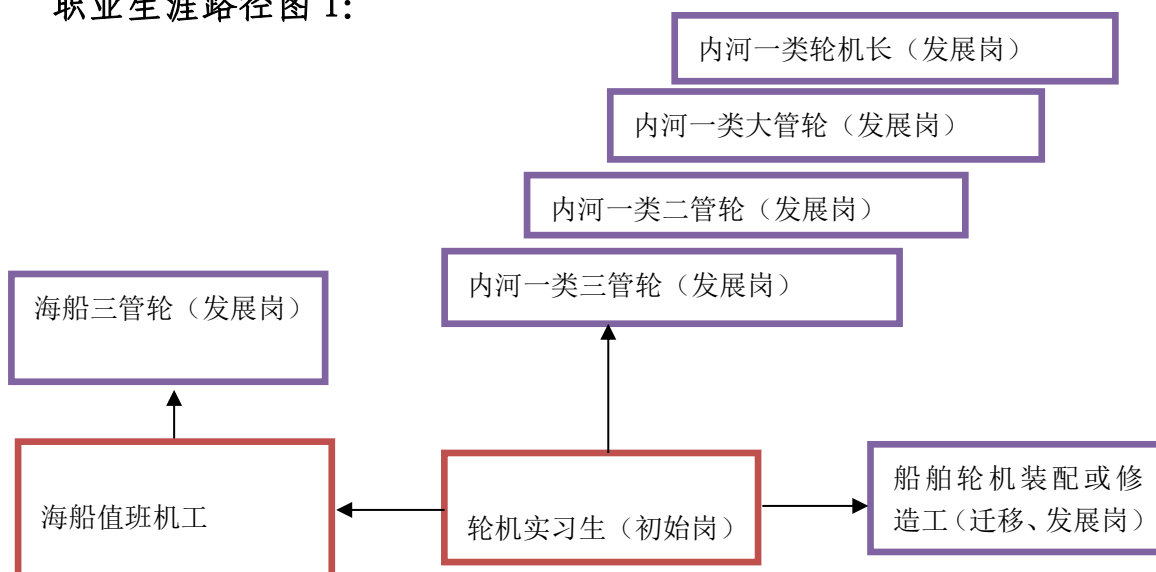 职业生涯路径图 1:
内河一类轮机长（发展岗）
内河一类大管轮（发展岗）
内河一类二管轮（发展岗）
内河一类三管轮（发展岗）
海船三管轮（发展岗）
海船值班机工
轮机实习生（初始岗）
船舶轮机装配或修
造工（迁移、发展岗）